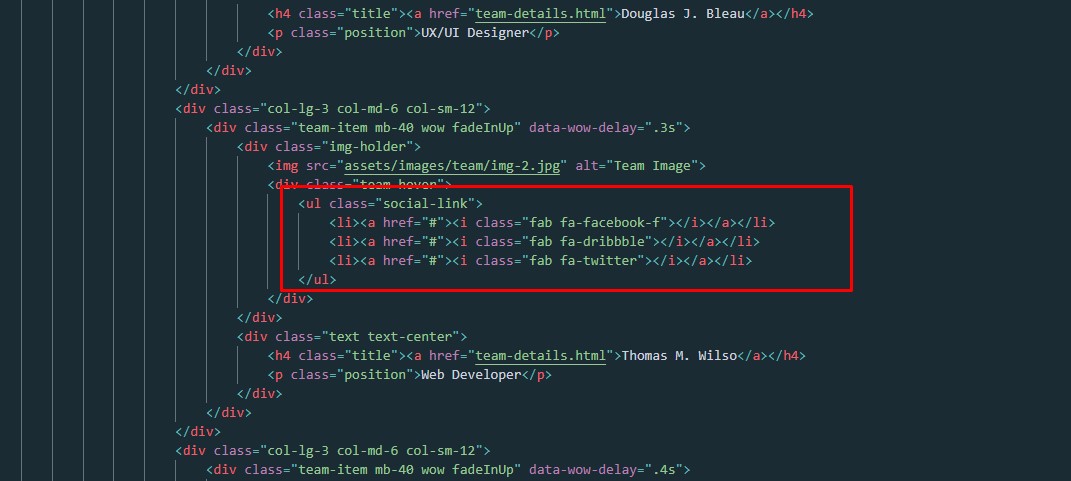 <h4 class="title"><a href="team-details.html">Douglas J. Bleau</a></h4>
<p class="position">UX/UI Designer</p>
</div>
</div>
</div>
<div class="col-lg-3 col-md-6 col-sm-12">
<div class="team-item mb-40 wow fadeInUp" data-wow-delay=".3s">
<div class="img-holder">
<img src="assets/images/team/img-2.jpg" alt="Team Image">
<div class="team-hover">
<ul class="social-link">
<li><a href="#"><i class="fab fa-facebook-f"></i></a></li>
<li><a href="#"><i class="fab fa-dribbble"></i></a></li>
<li><a href="#"><i class="fab fa-twitter"></i></a></li>
</ul>
</div>
</div>
<div class="text text-center">
<h4 class="title"><a href="team-details.html">Thomas M. Wilso</a></h4>
<p class="position">Web Developer</p>
</div>
</div>
</div>
<div class="col-lg-3 col-md-6 col-sm-12">
<div class="team-item mb-40 wow fadeInUp" data-wow-delay=".4s">